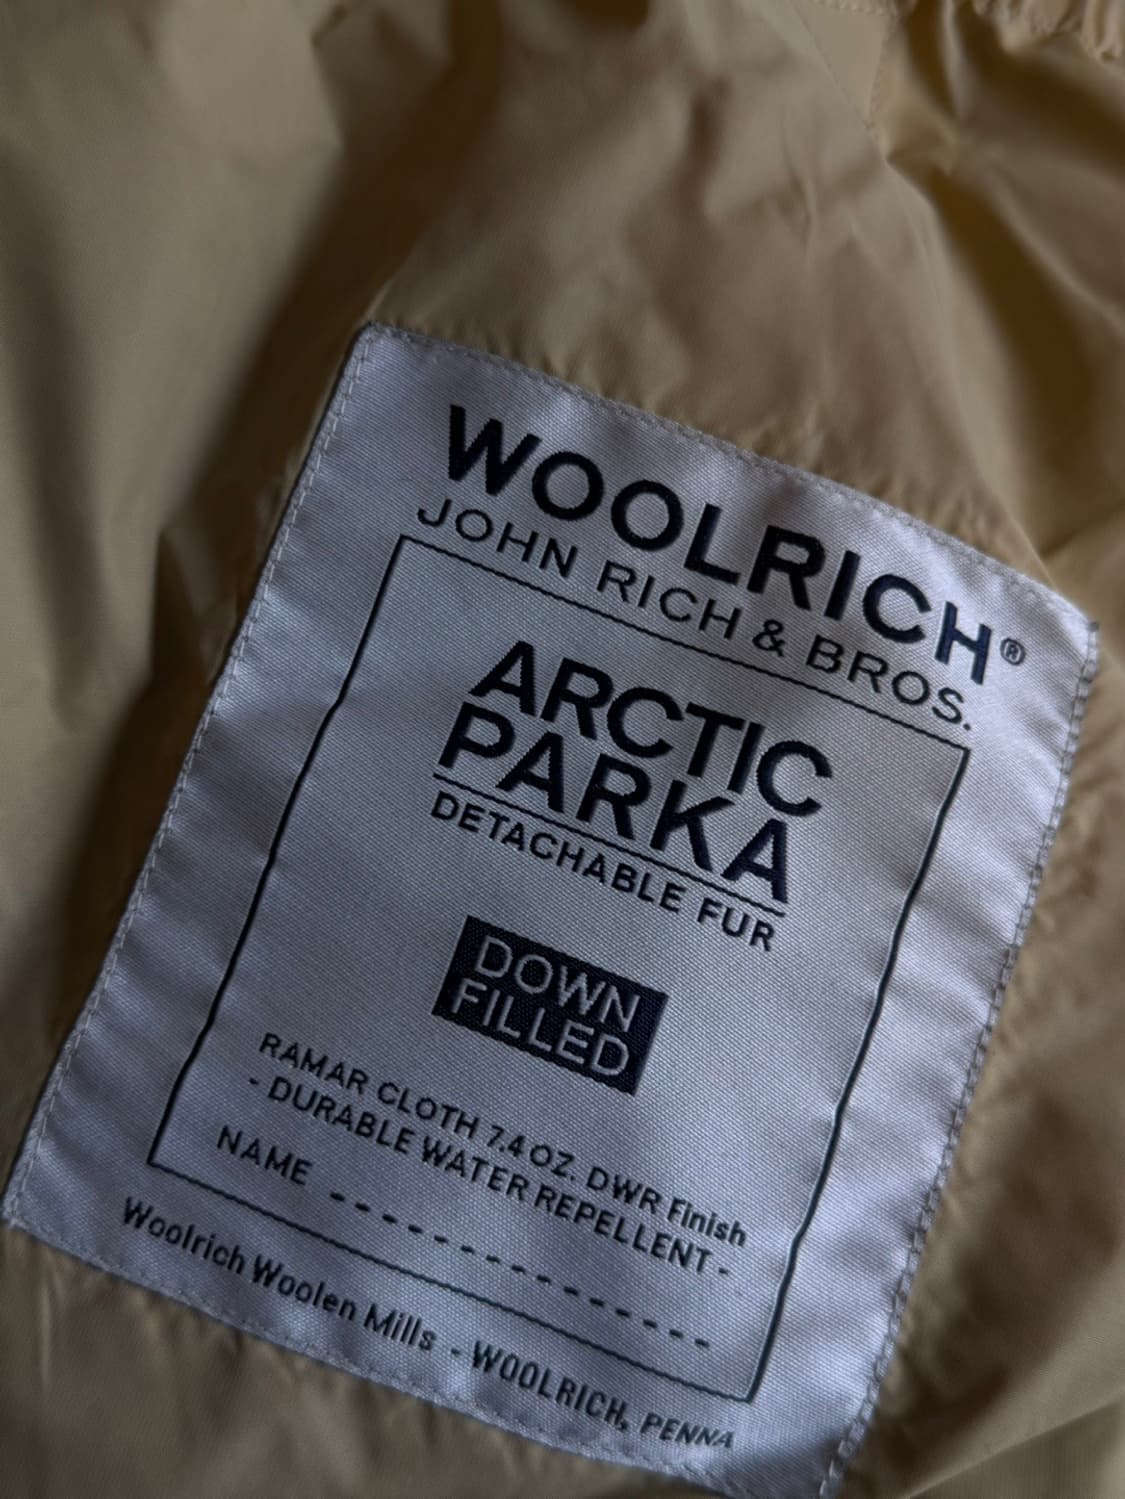 WOOLRICH®
JOHN RICH & BROS.
ARCTIC
PARKA
DETACHABLE FUR
DOWN
FILLED
RAMAR CLOTH 7.4 OZ. DWR Finish
- DURABLE WATER REPELLENT -
NAME --------------
Woolrich Woolen Mills - WOOLRICH, PENNA